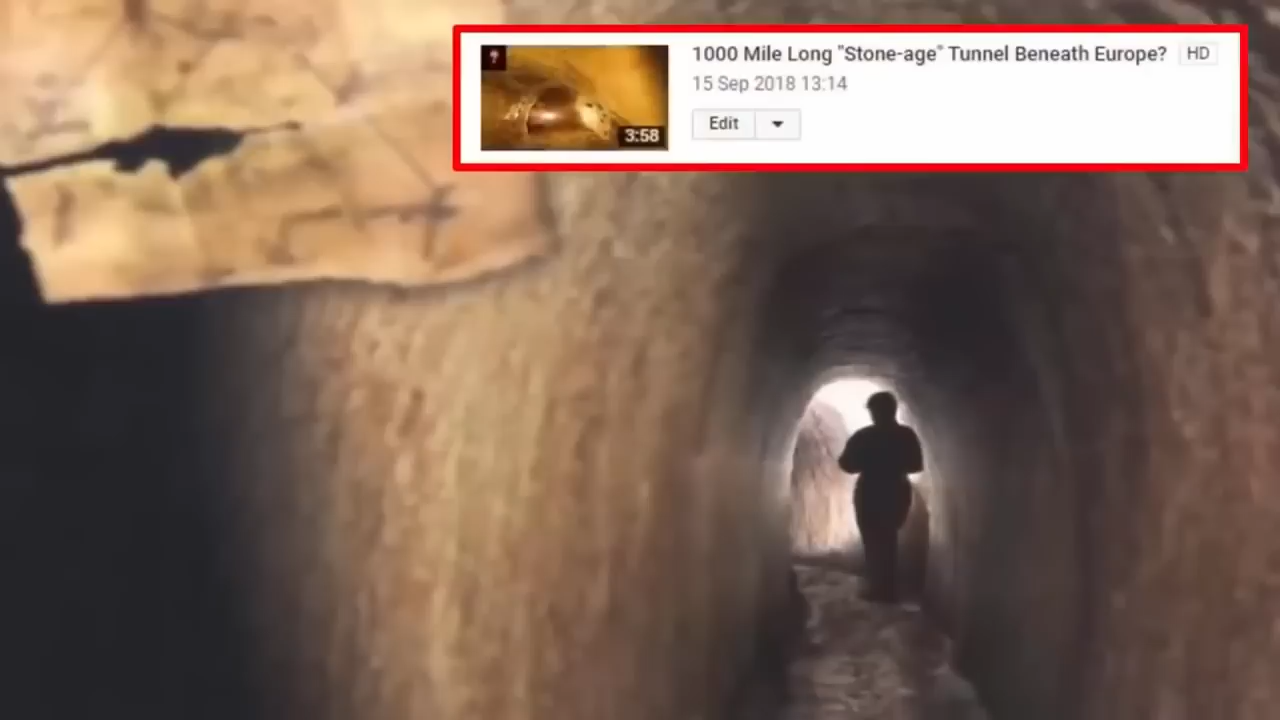 1000 Mile Long "Stone-age" Tunnel Beneath Europe? HD
15 Sep 2018 13:14
?
3:58
Edit